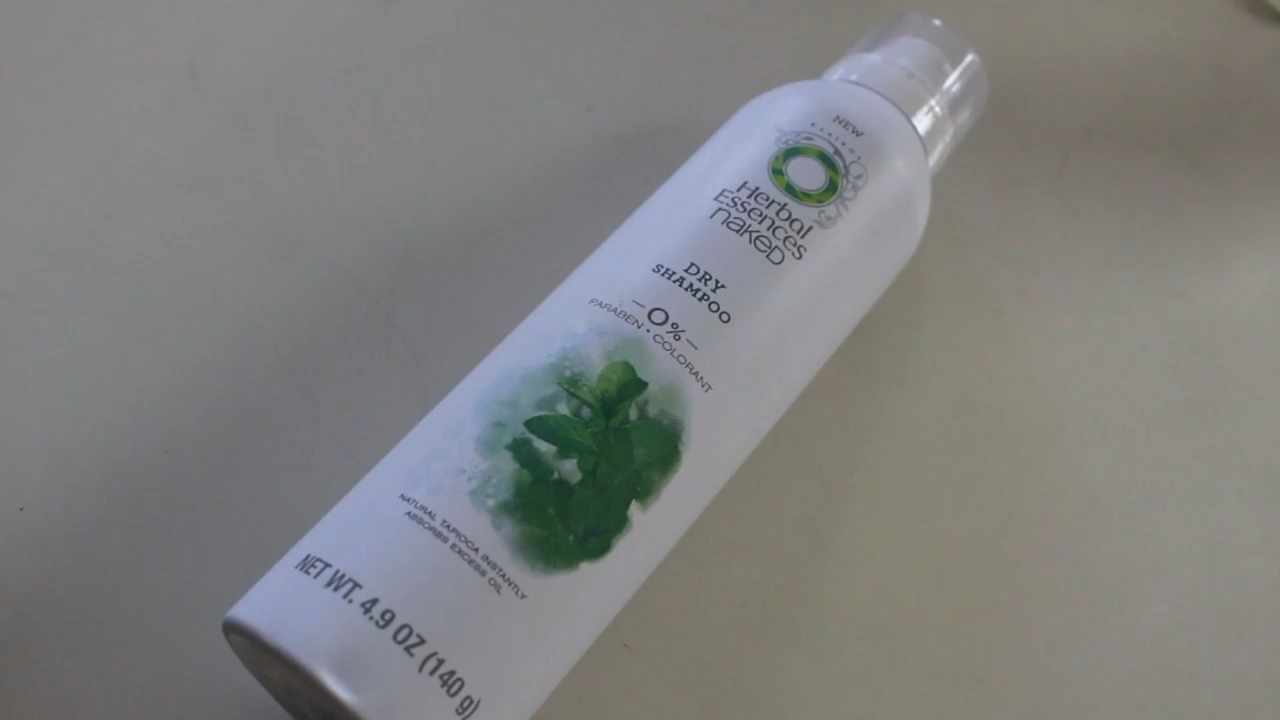 NEW
CLAIROL
Herbal
Essences
naked
DRY
SHAMPOO
-0%-
PARABEN • COLORANT
NATURAL TAPIOCA INSTANTLY
ABSORBS EXCESS OIL
NET WT. 4.9 OZ (140 g)